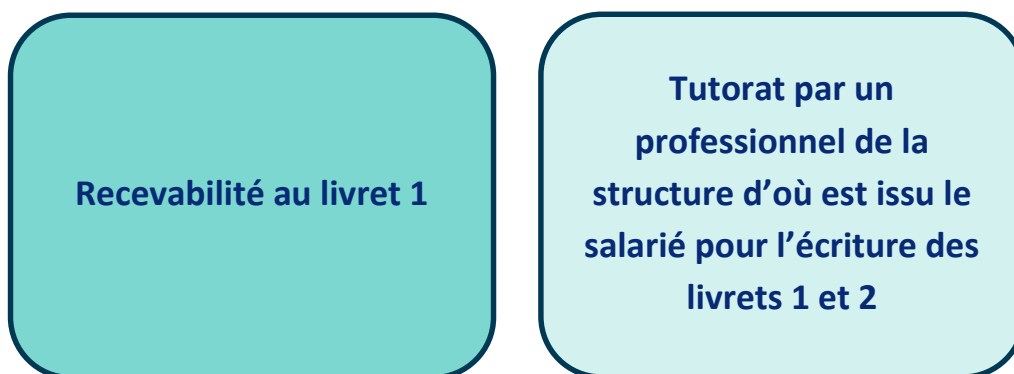 Recevabilité au livret 1
Tutorat par un
professionnel de la
structure d’où est issu le
salarié pour l’écriture des
livrets 1 et 2